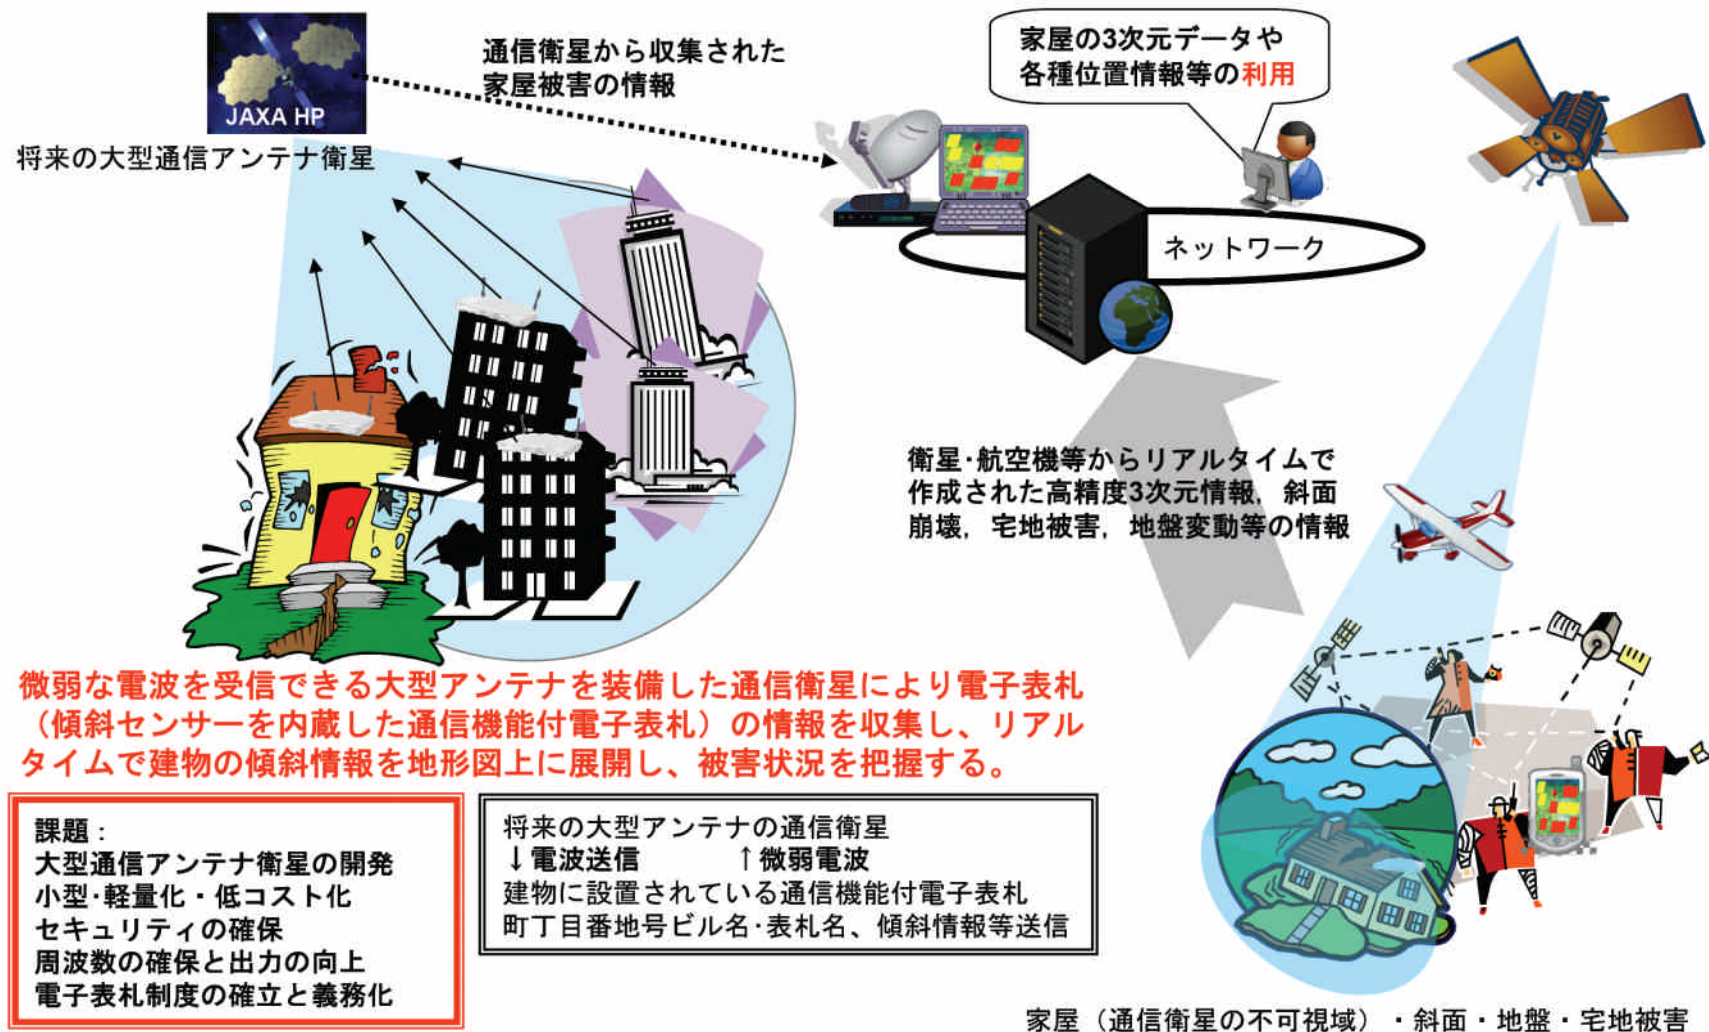 JAXA HP
将来の大型通信アンテナ衛星
通信衛星から収集された
家屋被害の情報
家屋の3次元データや
各種位置情報等の利用
ネットワーク
衛星･航空機等からリアルタイムで
作成された高精度3次元情報，斜面
崩壊，宅地被害，地盤変動等の情報
微弱な電波を受信できる大型アンテナを装備した通信衛星により電子表札
（傾斜センサーを内蔵した通信機能付電子表札）の情報を収集し、リアル
タイムで建物の傾斜情報を地形図上に展開し、被害状況を把握する。
課題：
大型通信アンテナ衛星の開発
小型･軽量化・低コスト化
セキュリティの確保
周波数の確保と出力の向上
電子表札制度の確立と義務化
将来の大型アンテナの通信衛星
↓電波送信　　　↑微弱電波
建物に設置されている通信機能付電子表札
町丁目番地号ビル名･表札名、傾斜情報等送信
家屋（通信衛星の不可視域）・斜面・地盤・宅地被害